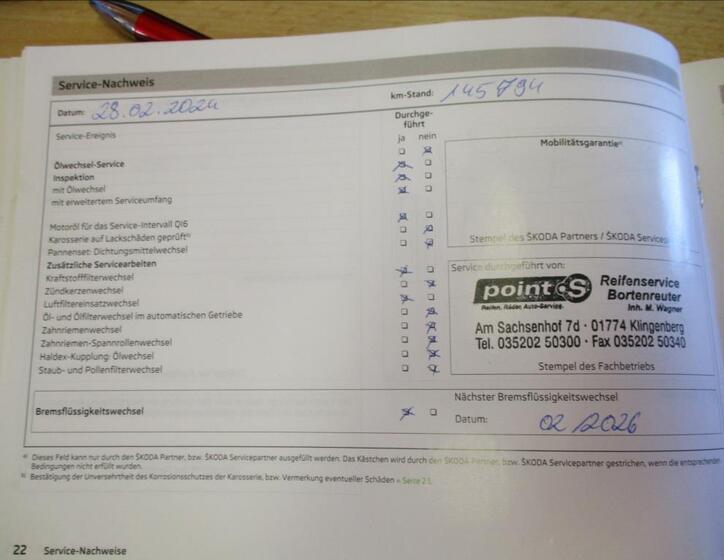 Service-Nachweis
Datum: 28.02.2024
km-Stand: 145794
Service-Ereignis
Durchge-
führt
ja nein
Ölwechsel-Service
Inspektion
mit Ölwechsel
mit erweitertem Serviceumfang
Motoröl für das Service-Intervall QI6
Karosserie auf Lackschäden geprüft b)
Pannenset: Dichtungsmittelwechsel
Zusätzliche Servicearbeiten
Kraftstofffilterwechsel
Zündkerzenwechsel
Luftfiltereinsatzwechsel
Öl- und Ölfilterwechsel im automatischen Getriebe
Zahnriemenwechsel
Zahnriemen-Spannrollenwechsel
Haldex-Kupplung: Ölwechsel
Staub- und Pollenfilterwechsel
Mobilitätsgarantie a)
Stempel des ŠKODA Partners / ŠKODA Services
Service durchgeführt von:
point S
Reifen, Räder, Auto-Service.
Reifenservice
Bortenreuter
Inh. M. Wagner
Am Sachsenhof 7d · 01774 Klingenberg
Tel. 035202 50300 · Fax 035202 50340
Stempel des Fachbetriebs
Bremsflüssigkeitswechsel
Nächster Bremsflüssigkeitswechsel
Datum: 02/2026
a) Dieses Feld kann nur durch den ŠKODA Partner, bzw. ŠKODA Servicepartner ausgefüllt werden. Das Kästchen wird durch den ŠKODA Partner, bzw. ŠKODA Servicepartner gestrichen, wenn die entsprechenden
Bedingungen nicht erfüllt wurden.
b) Bestätigung der Unversehrtheit des Korrosionsschutzes der Karosserie, bzw. Vermerkung eventueller Schäden » Seite 21.
22 Service-Nachweise